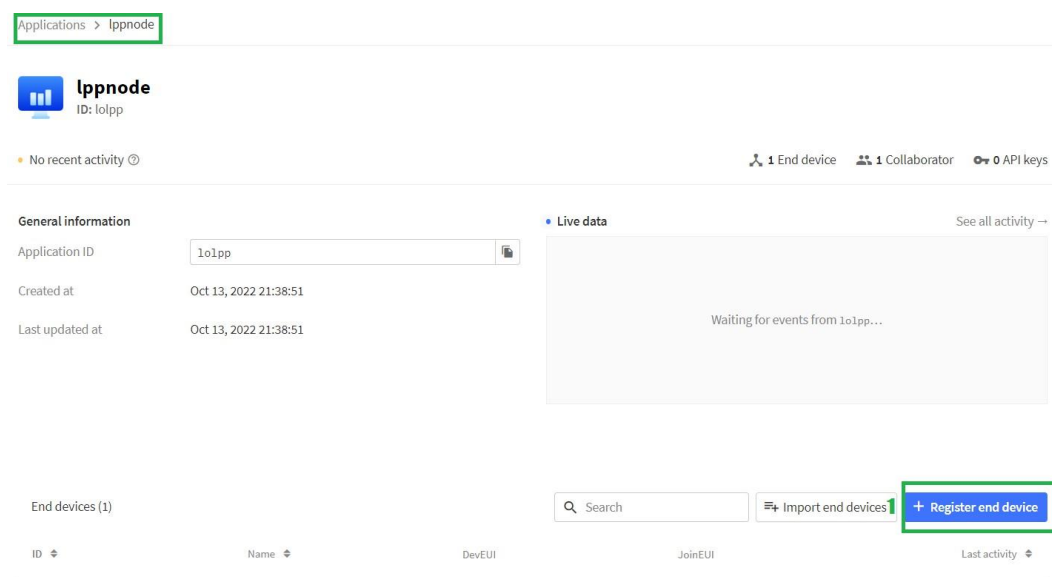 Applications > lppnode
lppnode
ID: lolpp
No recent activity
1 End device 1 Collaborator 0 API keys
General information
Live data See all activity →
Application ID lolpp
Created at Oct 13, 2022 21:38:51
Last updated at Oct 13, 2022 21:38:51
Waiting for events from lolpp...
End devices (1) Search Import end devices 1 + Register end device
ID Name DevEUI JoinEUI Last activity